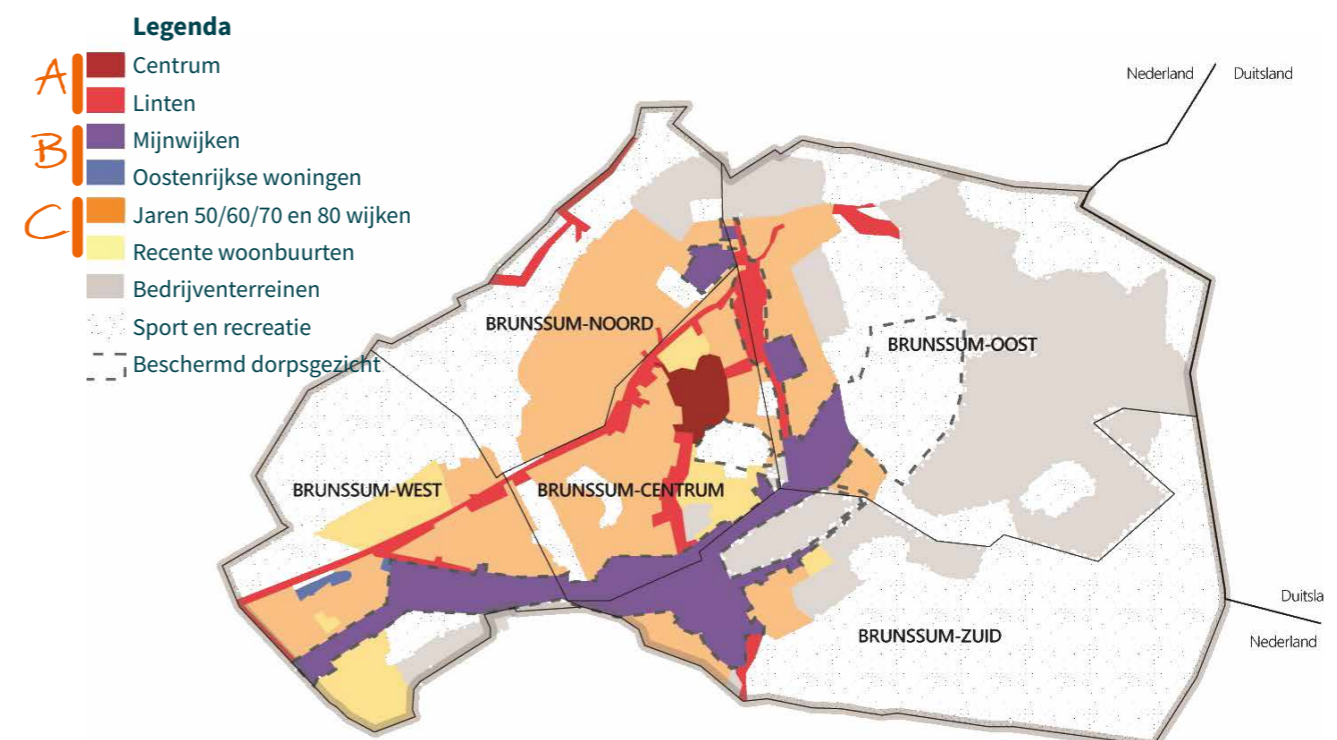 Legenda
A
Centrum
Linten
B
Mijnwijken
Oostenrijkse woningen
C
Jaren 50/60/70 en 80 wijken
Recente woonbuurten
Bedrijventerreinen
Sport en recreatie
Beschermd dorpsgezicht
Nederland
Duitsland
BRUNSSUM-NOORD
BRUNSSUM-OOST
BRUNSSUM-WEST
BRUNSSUM-CENTRUM
BRUNSSUM-ZUID
Duitsla
Nederland